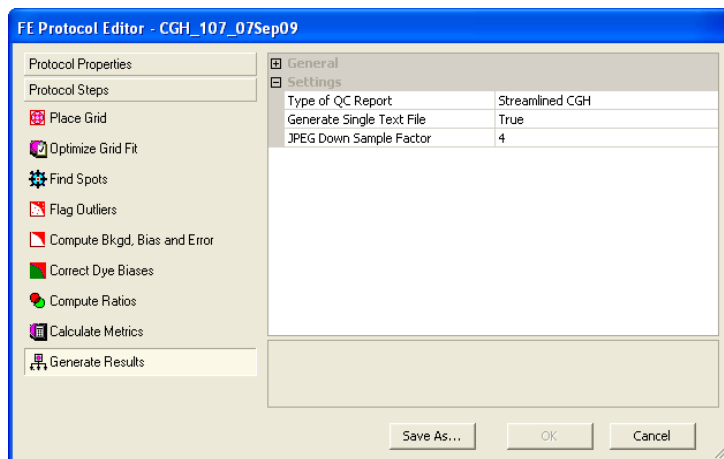 FE Protocol Editor - CGH_107_07Sep09
Protocol Properties
Protocol Steps
Place Grid
Optimize Grid Fit
Find Spots
Flag Outliers
Compute Bkgd, Bias and Error
Correct Dye Biases
Compute Ratios
Calculate Metrics
Generate Results
General
Settings
Type of QC Report Streamlined CGH
Generate Single Text File True
JPEG Down Sample Factor 4
Save As... OK Cancel